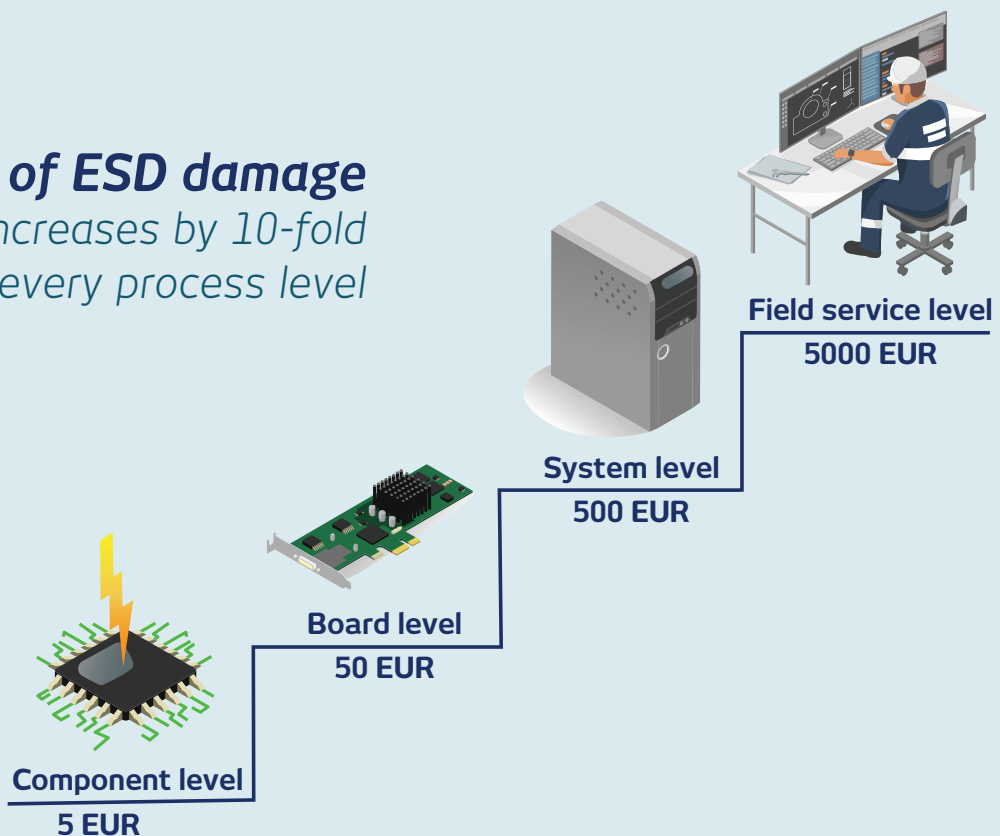 of ESD damage
ncreases by 10-fold
every process level
Field service level
5000 EUR
System level
500 EUR
Board level
50 EUR
Component level
5 EUR